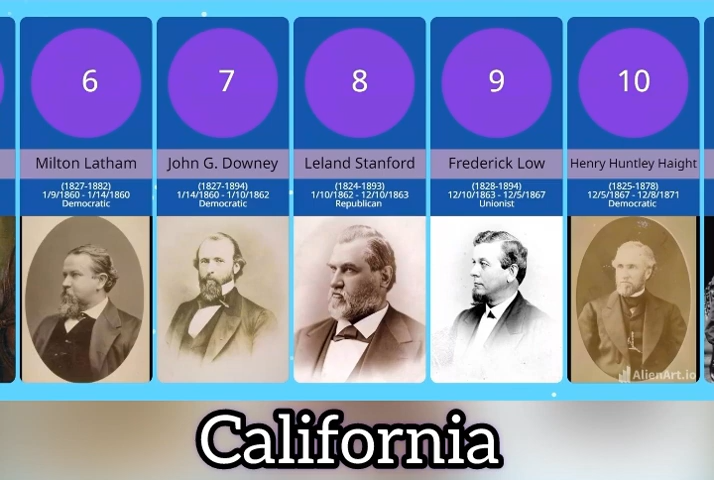 6
Milton Latham
(1827-1882)
1/9/1860 - 1/14/1860
Democratic
7
John G. Downey
(1827-1894)
1/14/1860 - 1/10/1862
Democratic
8
Leland Stanford
(1824-1893)
1/10/1862 - 12/10/1863
Republican
9
Frederick Low
(1828-1894)
12/10/1863 - 12/5/1867
Unionist
10
Henry Huntley Haight
(1825-1878)
12/5/1867 - 12/8/1871
Democratic
AlienArt.io
California